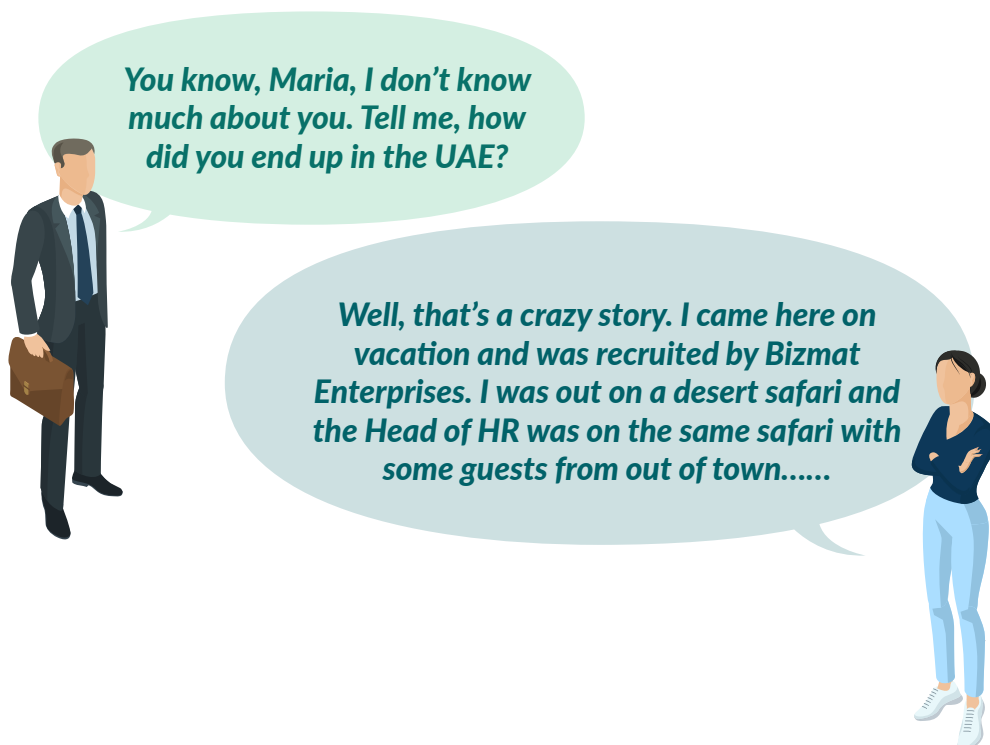 You know, Maria, I don’t know
much about you. Tell me, how
did you end up in the UAE?
Well, that’s a crazy story. I came here on
vacation and was recruited by Bizmat
Enterprises. I was out on a desert safari and
the Head of HR was on the same safari with
some guests from out of town......